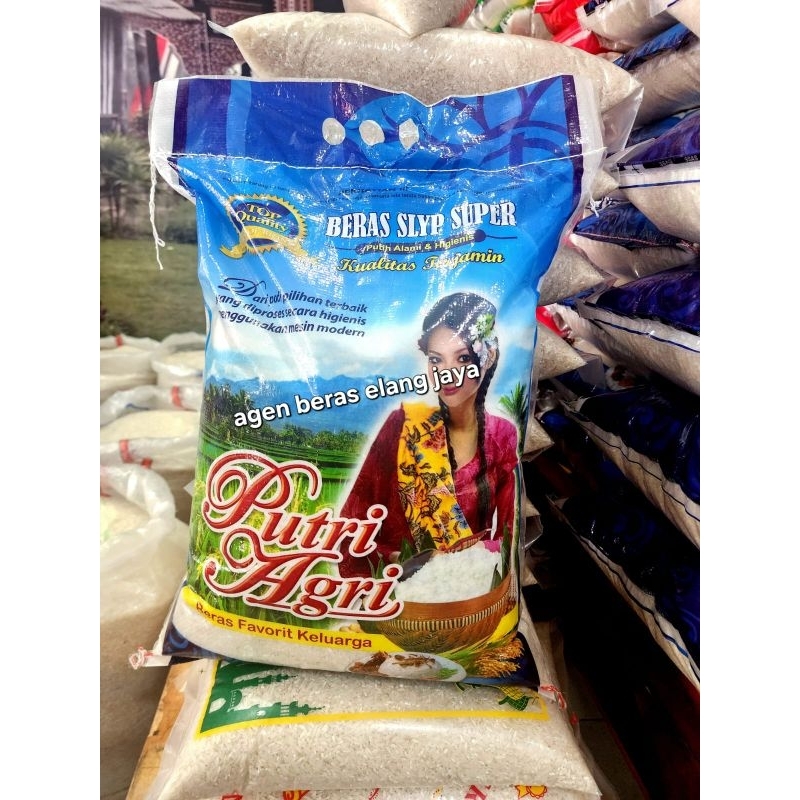 TOP
Quality
BERAS SLYP SUPER
Putih Alami & Higienis
Kualitas Terjamin
Dari padi pilihan terbaik
yang diproses secara higienis
menggunakan mesin modern
agen beras elang jaya
Putri
Agri
Beras Favorit Keluarga